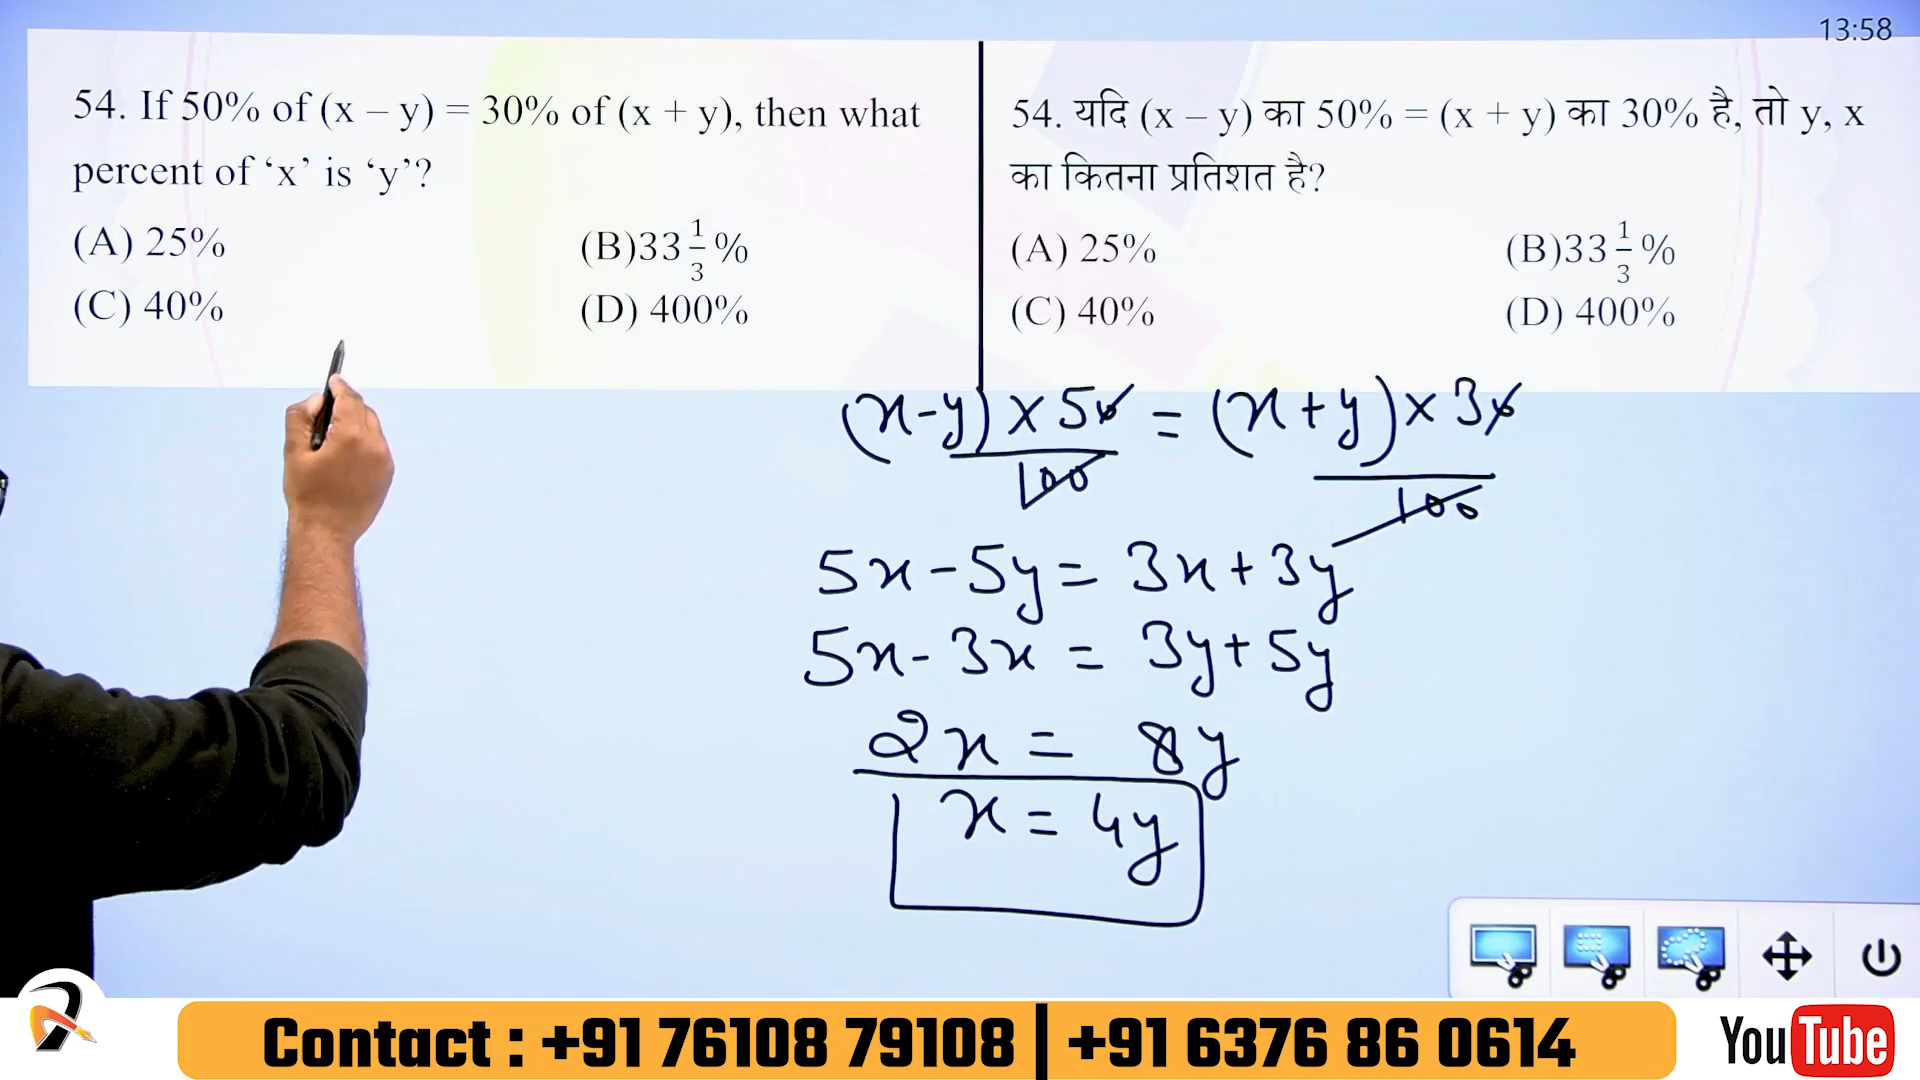 13:58
54. If 50% of (x – y) = 30% of (x + y), then what
percent of ‘x’ is ‘y’?
(A) 25% (B)33 1/3 %
(C) 40% (D) 400%
54. यदि (x – y) का 50% = (x + y) का 30% है, तो y, x
का कितना प्रतिशत है?
(A) 25% (B)33 1/3 %
(C) 40% (D) 400%
(x-y) × 50/100 = (x+y) × 30/100
5x - 5y = 3x + 3y
5x - 3x = 3y + 5y
2x = 8y
x = 4y
Contact : +91 76108 79108 | +91 6376 86 0614
YouTube